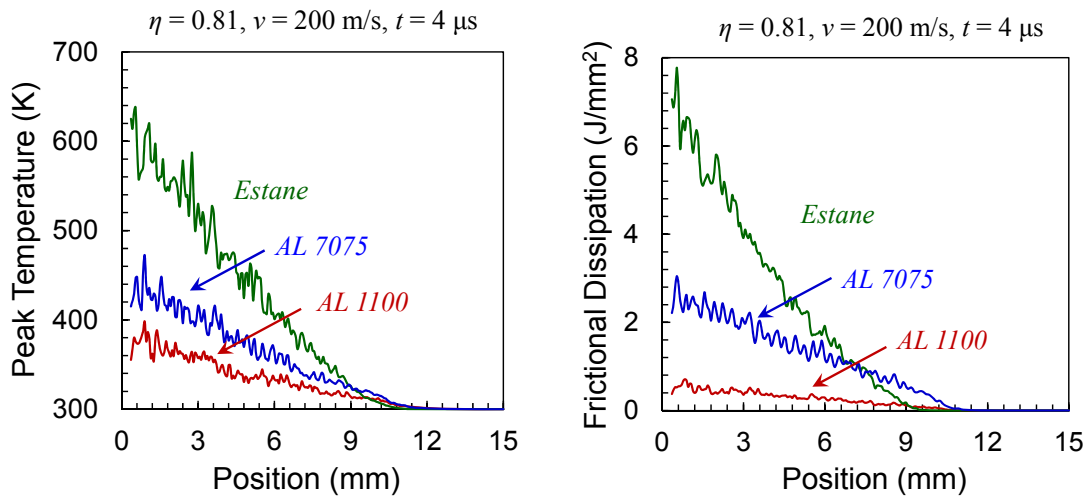 η = 0.81, v = 200 m/s, t = 4 μs
700
600
500
400
300
Peak Temperature (K)
Estane
AL 7075
AL 1100
0 3 6 9 12 15
Position (mm)
η = 0.81, v = 200 m/s, t = 4 μs
8
6
4
2
0
Frictional Dissipation (J/mm²)
Estane
AL 7075
AL 1100
0 3 6 9 12 15
Position (mm)